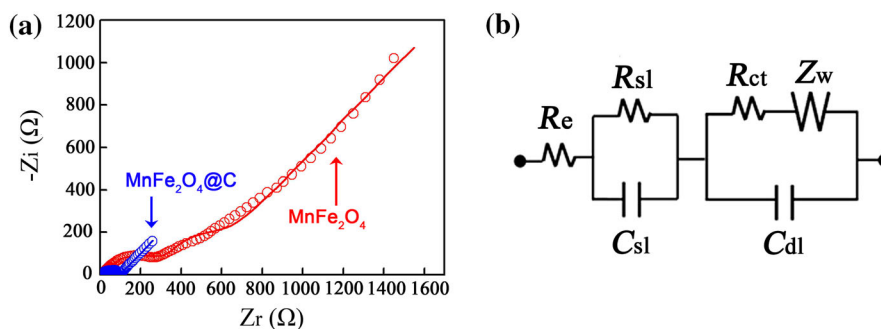 (a)
1200
1000
800
600
400
200
0
-Zi (Ω)
MnFe₂O₄@C
MnFe₂O₄
0 200 400 600 800 1000 1200 1400 1600
Zr (Ω)
(b)
Re
Rsl
Csl
Rct
Zw
Cdl